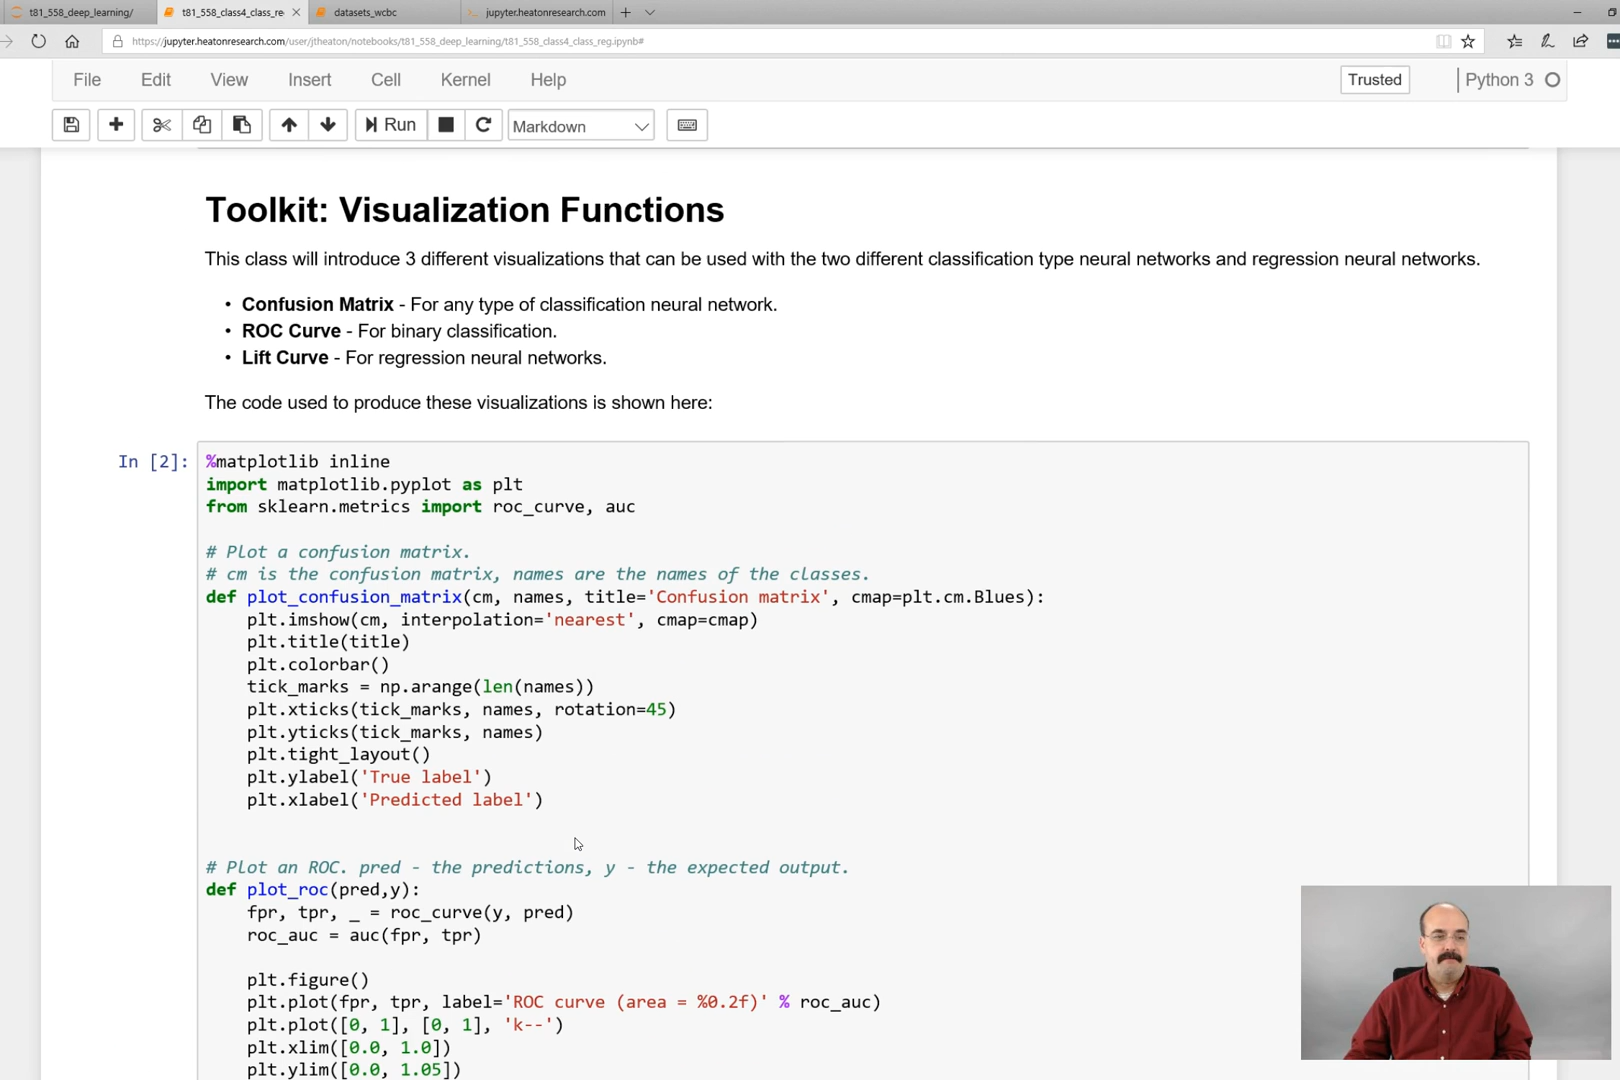 t81_558_deep_learning/
t81_558_class4_class_re
datasets_wcbc
jupyter.heatonresearch.com
https://jupyter.heatonresearch.com/user/jtheaton/notebooks/t81_558_deep_learning/t81_558_class4_class_reg.ipynb#
File Edit View Insert Cell Kernel Help Trusted Python 3
Run Markdown
Toolkit: Visualization Functions
This class will introduce 3 different visualizations that can be used with the two different classification type neural networks and regression neural networks.
• Confusion Matrix - For any type of classification neural network.
• ROC Curve - For binary classification.
• Lift Curve - For regression neural networks.
The code used to produce these visualizations is shown here:
In [2]:
%matplotlib inline
import matplotlib.pyplot as plt
from sklearn.metrics import roc_curve, auc
# Plot a confusion matrix.
# cm is the confusion matrix, names are the names of the classes.
def plot_confusion_matrix(cm, names, title='Confusion matrix', cmap=plt.cm.Blues):
    plt.imshow(cm, interpolation='nearest', cmap=cmap)
    plt.title(title)
    plt.colorbar()
    tick_marks = np.arange(len(names))
    plt.xticks(tick_marks, names, rotation=45)
    plt.yticks(tick_marks, names)
    plt.tight_layout()
    plt.ylabel('True label')
    plt.xlabel('Predicted label')
# Plot an ROC. pred - the predictions, y - the expected output.
def plot_roc(pred,y):
    fpr, tpr, _ = roc_curve(y, pred)
    roc_auc = auc(fpr, tpr)
    plt.figure()
    plt.plot(fpr, tpr, label='ROC curve (area = %0.2f)' % roc_auc)
    plt.plot([0, 1], [0, 1], 'k--')
    plt.xlim([0.0, 1.0])
    plt.ylim([0.0, 1.05])